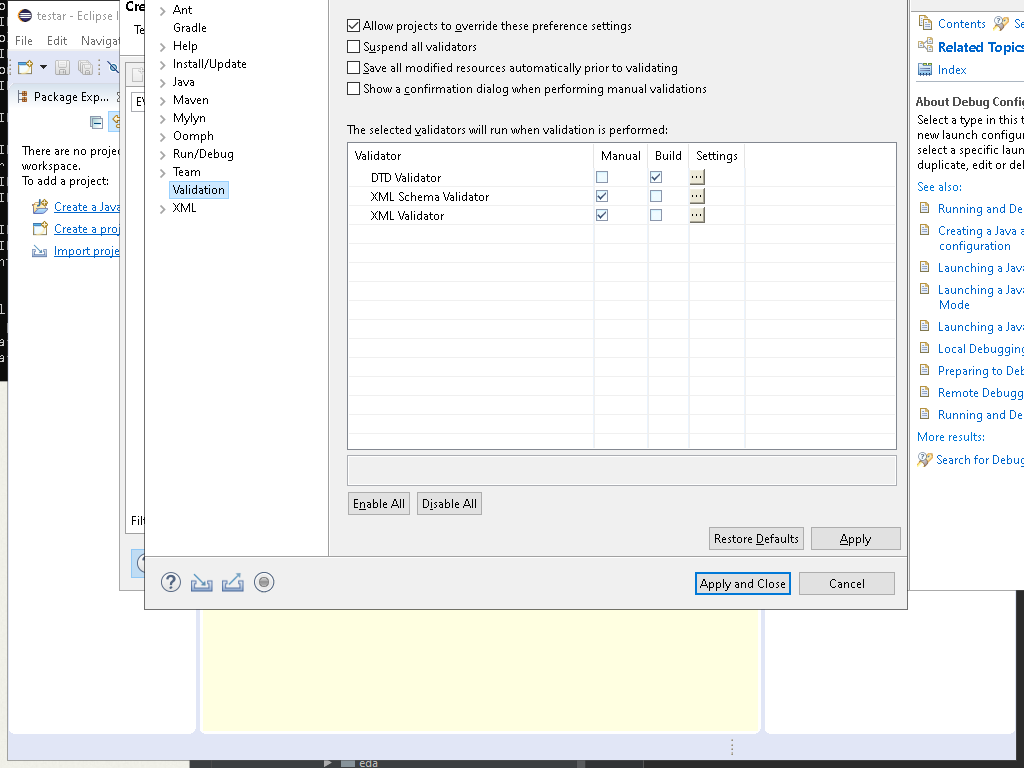 testar - Eclipse I
File Edit Navigat
Package Exp...
There are no proje
workspace.
To add a project:
Create a Java
Create a proj
Import proje
Cre
Te
Filt
Ant
Gradle
Help
Install/Update
Java
Maven
Mylyn
Oomph
Run/Debug
Team
Validation
XML
Allow projects to override these preference settings
Suspend all validators
Save all modified resources automatically prior to validating
Show a confirmation dialog when performing manual validations
The selected validators will run when validation is performed:
Validator Manual Build Settings
DTD Validator ...
XML Schema Validator ...
XML Validator ...
Enable All Disable All
Restore Defaults Apply
Apply and Close Cancel
Contents Se
Related Topics
Index
About Debug Config
Select a type in this t
new launch configur
select a specific laun
duplicate, edit or del
See also:
Running and De
Creating a Java a
configuration
Launching a Java
Launching a Java
Mode
Launching a Java
Local Debugging
Preparing to Deb
Remote Debugg
Running and De
More results:
Search for Debug
eda